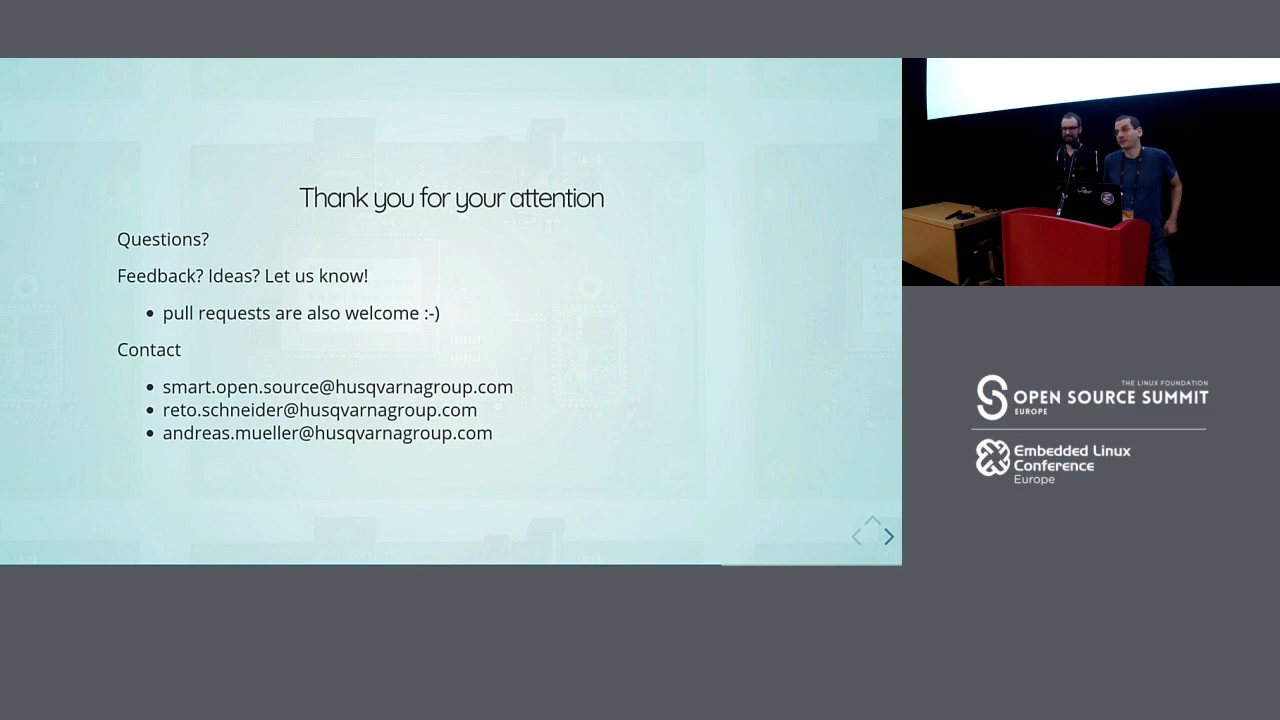 Thank you for your attention
Questions?
Feedback? Ideas? Let us know!
pull requests are also welcome :-)
Contact
smart.open.source@husqvarnagroup.com
reto.schneider@husqvarnagroup.com
andreas.mueller@husqvarnagroup.com
THE LINUX FOUNDATION
OPEN SOURCE SUMMIT
EUROPE
Embedded Linux
Conference
Europe